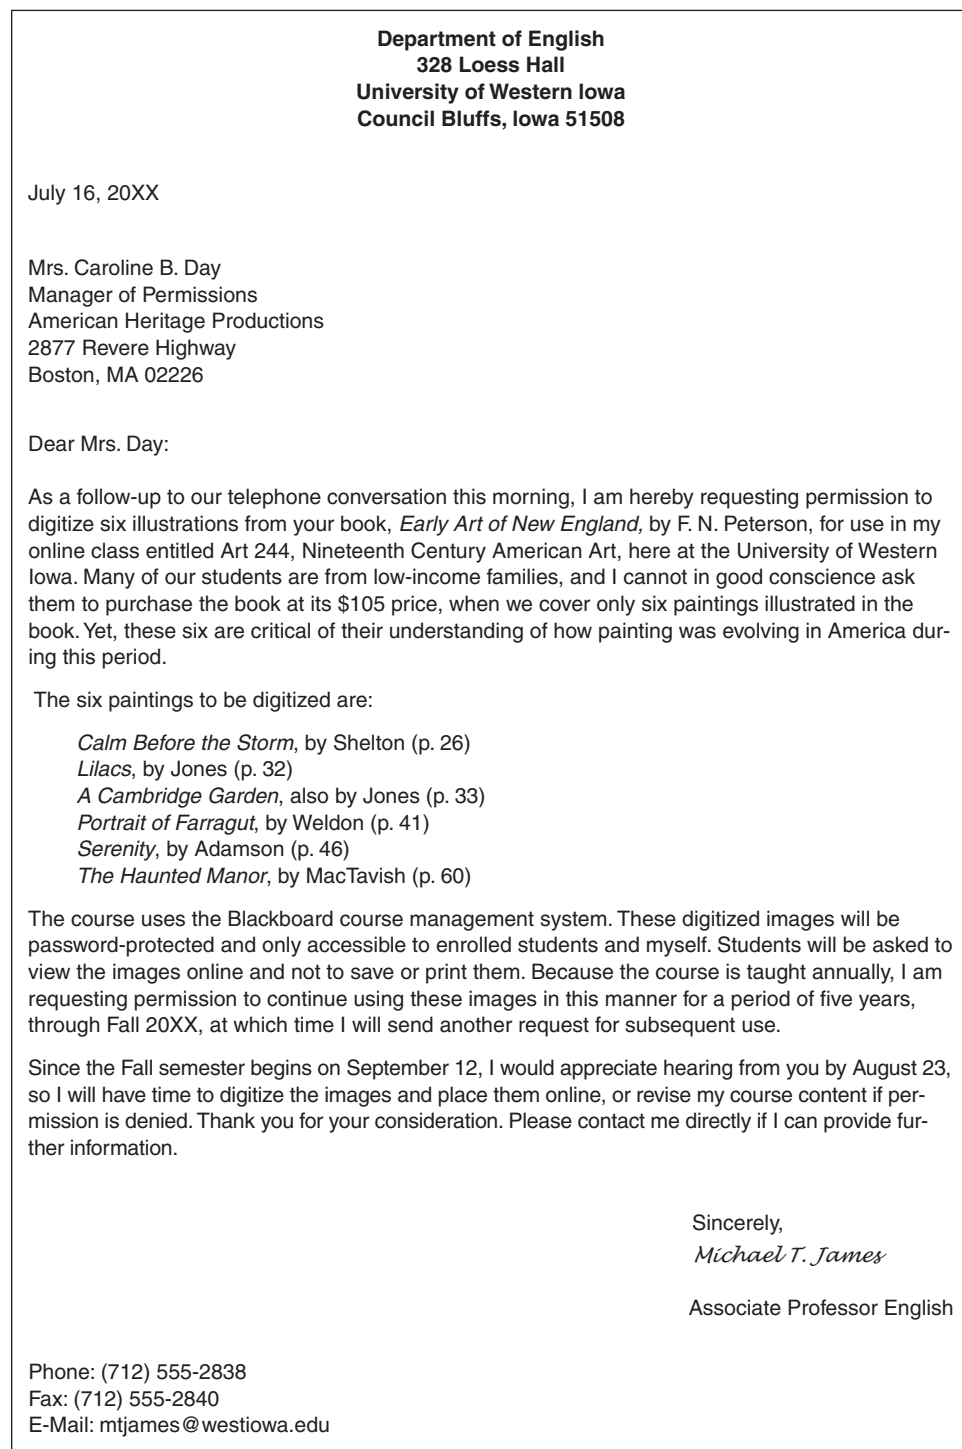 Department of English
328 Loess Hall
University of Western Iowa
Council Bluffs, Iowa 51508
July 16, 20XX
Mrs. Caroline B. Day
Manager of Permissions
American Heritage Productions
2877 Revere Highway
Boston, MA 02226
Dear Mrs. Day:
As a follow-up to our telephone conversation this morning, I am hereby requesting permission to
digitize six illustrations from your book, Early Art of New England, by F. N. Peterson, for use in my
online class entitled Art 244, Nineteenth Century American Art, here at the University of Western
Iowa. Many of our students are from low-income families, and I cannot in good conscience ask
them to purchase the book at its $105 price, when we cover only six paintings illustrated in the
book. Yet, these six are critical of their understanding of how painting was evolving in America dur-
ing this period.
The six paintings to be digitized are:
Calm Before the Storm, by Shelton (p. 26)
Lilacs, by Jones (p. 32)
A Cambridge Garden, also by Jones (p. 33)
Portrait of Farragut, by Weldon (p. 41)
Serenity, by Adamson (p. 46)
The Haunted Manor, by MacTavish (p. 60)
The course uses the Blackboard course management system. These digitized images will be
password-protected and only accessible to enrolled students and myself. Students will be asked to
view the images online and not to save or print them. Because the course is taught annually, I am
requesting permission to continue using these images in this manner for a period of five years,
through Fall 20XX, at which time I will send another request for subsequent use.
Since the Fall semester begins on September 12, I would appreciate hearing from you by August 23,
so I will have time to digitize the images and place them online, or revise my course content if per-
mission is denied. Thank you for your consideration. Please contact me directly if I can provide fur-
ther information.
Sincerely,
Michael T. James
Associate Professor English
Phone: (712) 555-2838
Fax: (712) 555-2840
E-Mail: mtjames@westiowa.edu